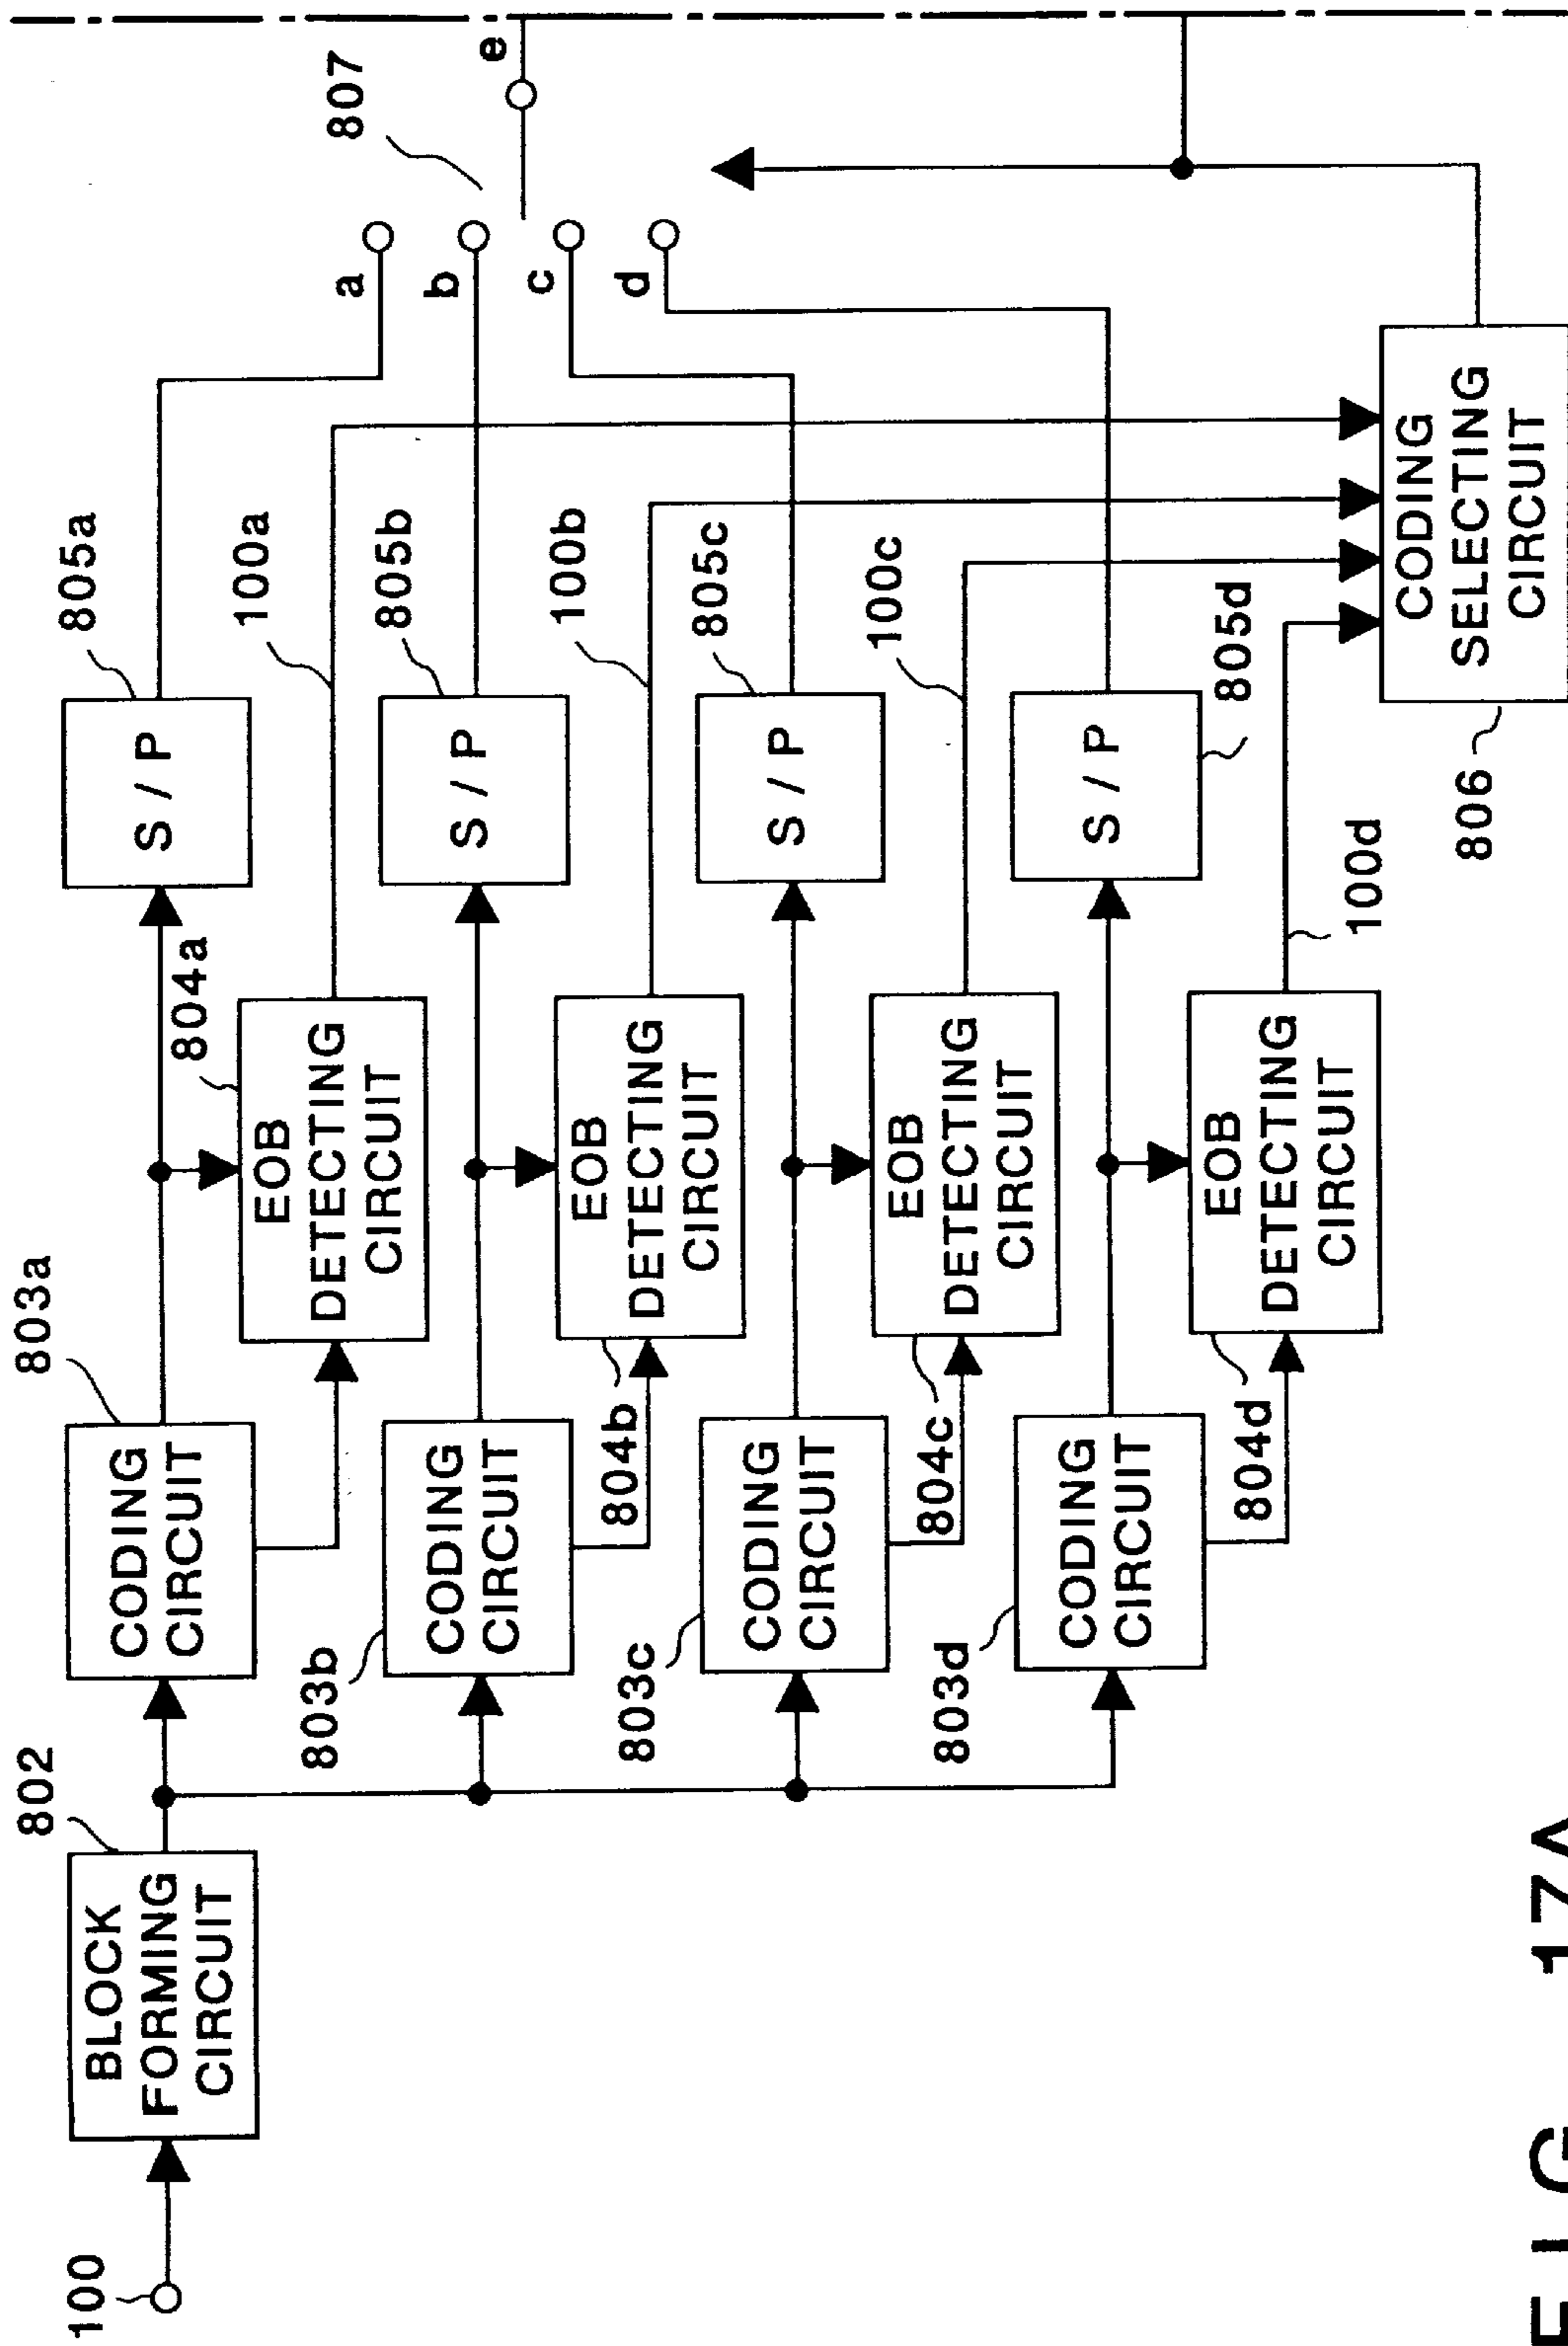 100
802
BLOCK
FORMING
CIRCUIT
803a
CODING
CIRCUIT
804a
EOB
DETECTING
CIRCUIT
805a
S / P
100a
803b
CODING
CIRCUIT
804b
EOB
DETECTING
CIRCUIT
805b
S / P
100b
803c
CODING
CIRCUIT
804c
EOB
DETECTING
CIRCUIT
805c
S / P
100c
803d
CODING
CIRCUIT
804d
EOB
DETECTING
CIRCUIT
805d
S / P
100d
806
CODING
SELECTING
CIRCUIT
807
a
b
c
d
e
FIG. 17A